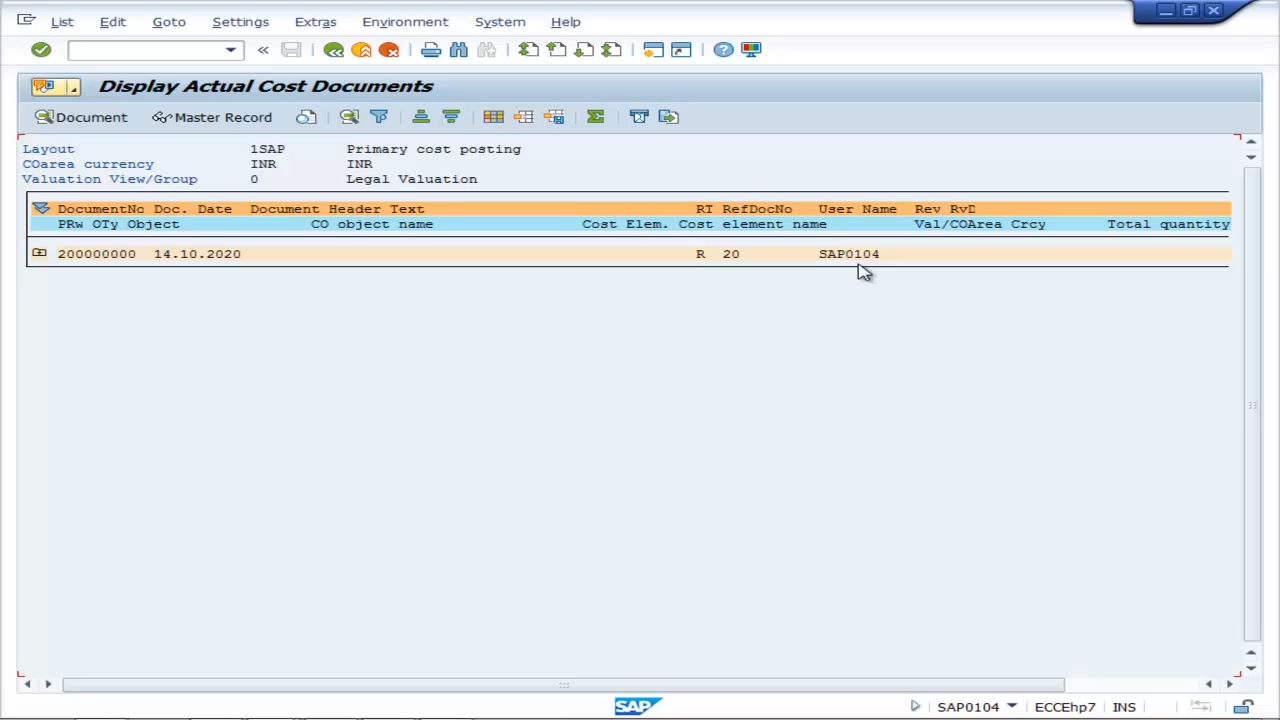 List Edit Goto Settings Extras Environment System Help
Display Actual Cost Documents
Document Master Record
Layout 1SAP Primary cost posting
COarea currency INR INR
Valuation View/Group 0 Legal Valuation
DocumentNo Doc. Date Document Header Text RT RefDocNo User Name Rev RvD
PRw OTy Object CO object name Cost Elem. Cost element name Val/COArea Crcy Total quantity
200000000 14.10.2020 R 20 SAP0104
SAP SAP0104 ECCEhp7 INS